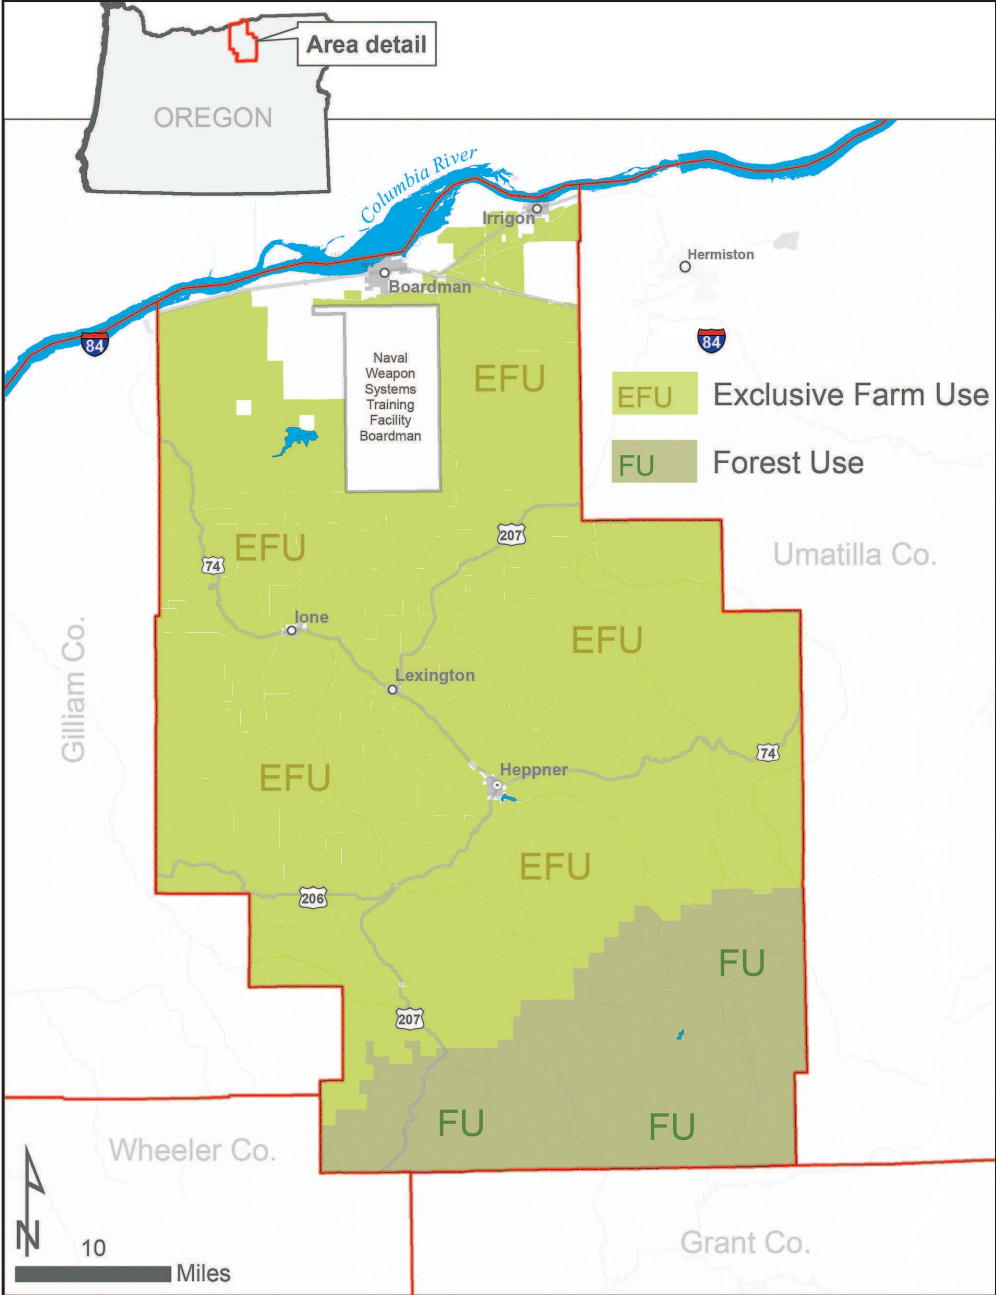 Area detail
OREGON
Columbia River
Irrigon
Hermiston
Boardman
84
84
Naval
Weapon
Systems
Training
Facility
Boardman
EFU
EFU Exclusive Farm Use
FU Forest Use
207
EFU
Umatilla Co.
74
Ione
EFU
Gilliam Co.
Lexington
74
Heppner
EFU
EFU
206
FU
207
FU
FU
Wheeler Co.
N
Grant Co.
10
Miles